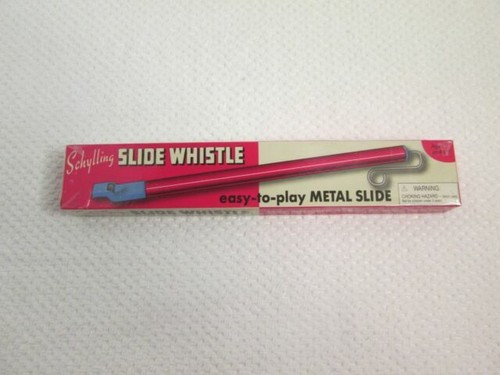 Schylling
SLIDE WHISTLE
easy-to-play METAL SLIDE
WARNING
CHOKING HAZARD